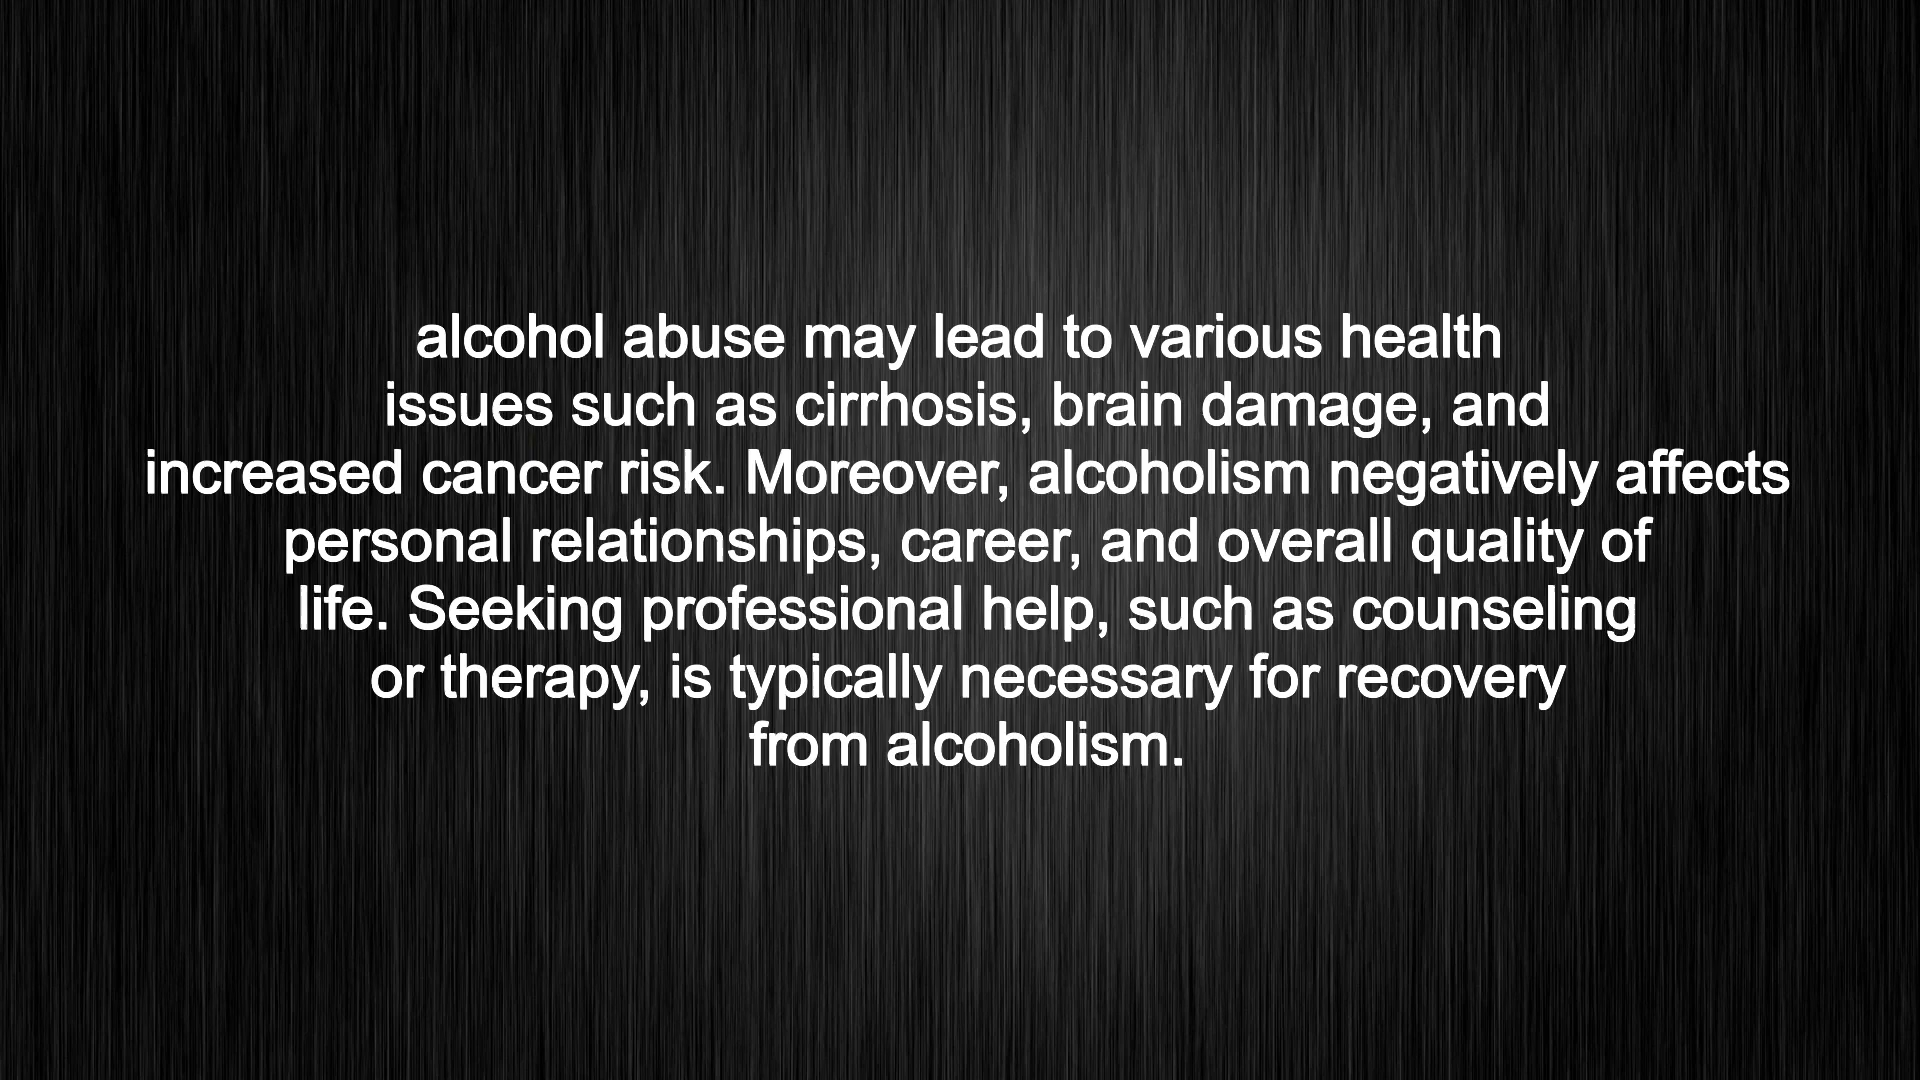 alcohol abuse may lead to various health
issues such as cirrhosis, brain damage, and
increased cancer risk. Moreover, alcoholism negatively affects
personal relationships, career, and overall quality of
life. Seeking professional help, such as counseling
or therapy, is typically necessary for recovery
from alcoholism.